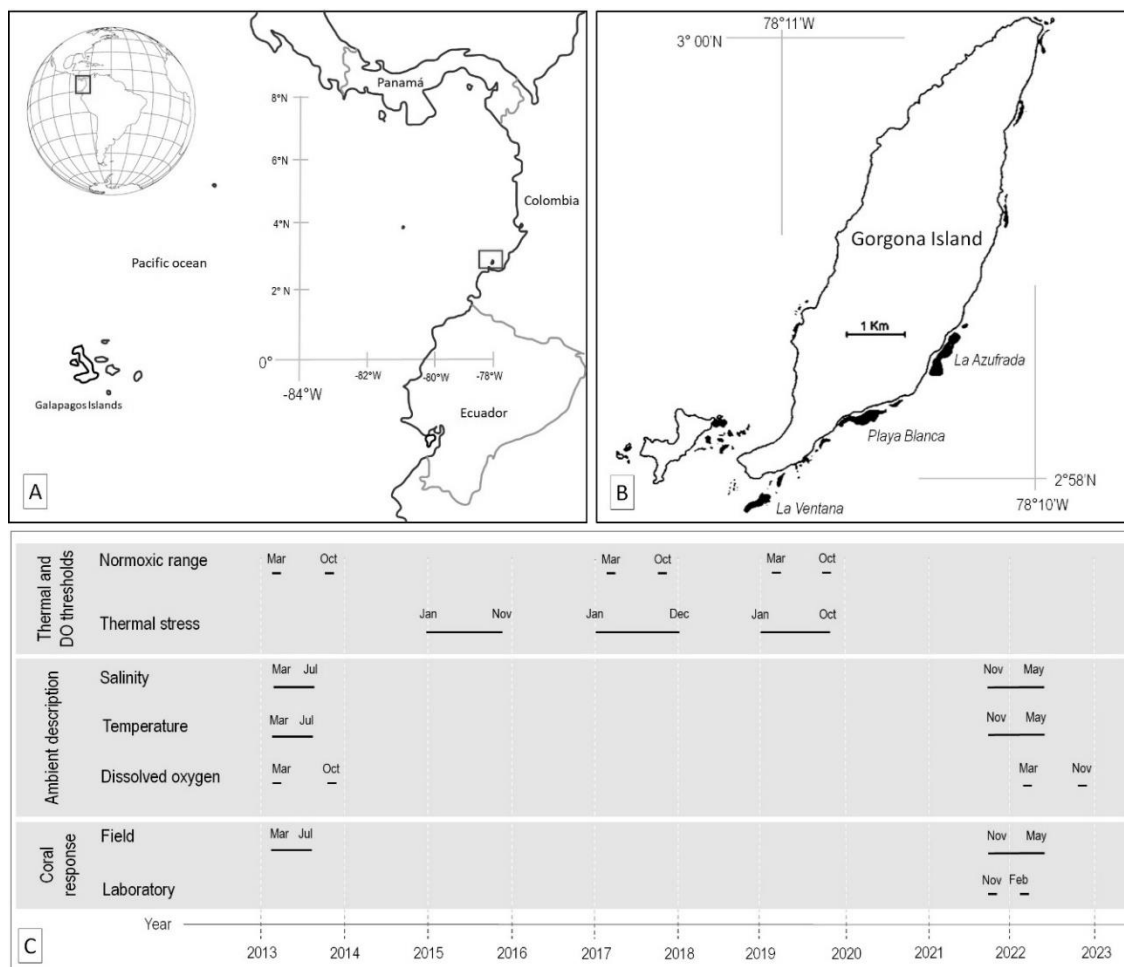 Panamá
8°N
6°N
Colombia
4°N
Pacific ocean
2°N
0°
-82°W
-80°W
-78°W
-84°W
Galapagos Islands
Ecuador
A
78°11'W
3° 00'N
Gorgona Island
1 Km
La Azufrada
Playa Blanca
2°58'N
78°10'W
La Ventana
B
Thermal and
DO thresholds
Normoxic range
Mar Oct Mar Oct Mar Oct
Thermal stress
Jan Nov Jan Dec Jan Oct
Ambient description
Salinity
Mar Jul Nov May
Temperature
Mar Jul Nov May
Dissolved oxygen
Mar Oct Mar Nov
Coral
response
Field
Mar Jul Nov May
Laboratory
Nov Feb
Year
C
2013 2014 2015 2016 2017 2018 2019 2020 2021 2022 2023